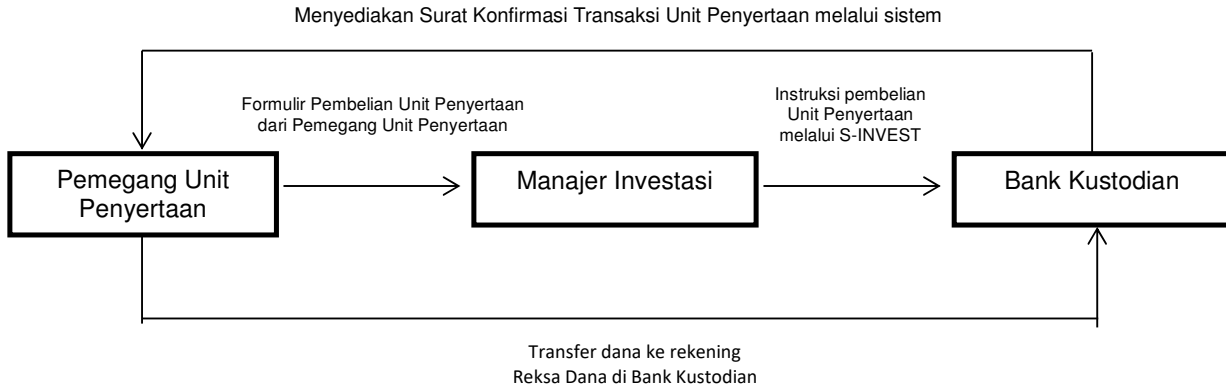 Menyediakan Surat Konfirmasi Transaksi Unit Penyertaan melalui sistem
Formulir Pembelian Unit Penyertaan
dari Pemegang Unit Penyertaan
Instruksi pembelian
Unit Penyertaan
melalui S-INVEST
Pemegang Unit
Penyertaan
Manajer Investasi
Bank Kustodian
Transfer dana ke rekening
Reksa Dana di Bank Kustodian